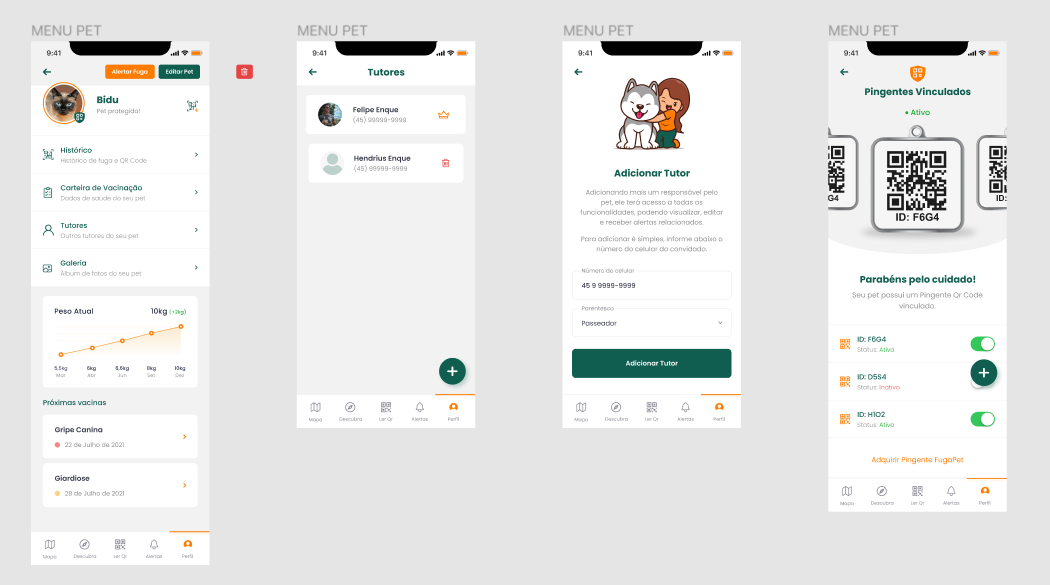 MENU PET
9:41
Alertar Fuga
Editar Pet
Bidu
Pet protegido!
Histórico
Histórico de fuga e QR Code
Carteira de Vacinação
Dados de saúde do seu pet
Tutores
Outros tutores do seu pet
Galeria
Álbum de fotos do seu pet
Peso Atual
10kg (+2kg)
5,5kg 6kg 6,6kg 8kg 10kg
Mar Abr Jun Set Dez
Próximas vacinas
Gripe Canina
22 de Julho de 2021
Giardiose
28 de Julho de 2021
Mapa Descubra Ler Qr Alertas Perfil
MENU PET
9:41
Tutores
Felipe Enque
(45) 99999-9999
Hendrius Enque
(45) 99999-9999
Mapa Descubra Ler Qr Alertas Perfil
MENU PET
9:41
Adicionar Tutor
Adicionando mais um responsável pelo
pet, ele terá acesso a todas as
funcionalidades, podendo visualizar, editar
e receber alertas relacionados.
Para adicionar é simples, informe abaixo o
número do celular do convidado.
Número do celular
45 9 9999-9999
Parentesco
Passeador
Adicionar Tutor
Mapa Descubra Ler Qr Alertas Perfil
MENU PET
9:41
Pingentes Vinculados
Ativo
G4
ID: F6G4
ID:
Parabéns pelo cuidado!
Seu pet possui um Pingente Qr Code
vinculado.
ID: F6G4
Status: Ativo
ID: D5S4
Status: Inativo
ID: H1O2
Status: Ativo
Adquirir Pingente FugaPet
Mapa Descubra Ler Qr Alertas Perfil